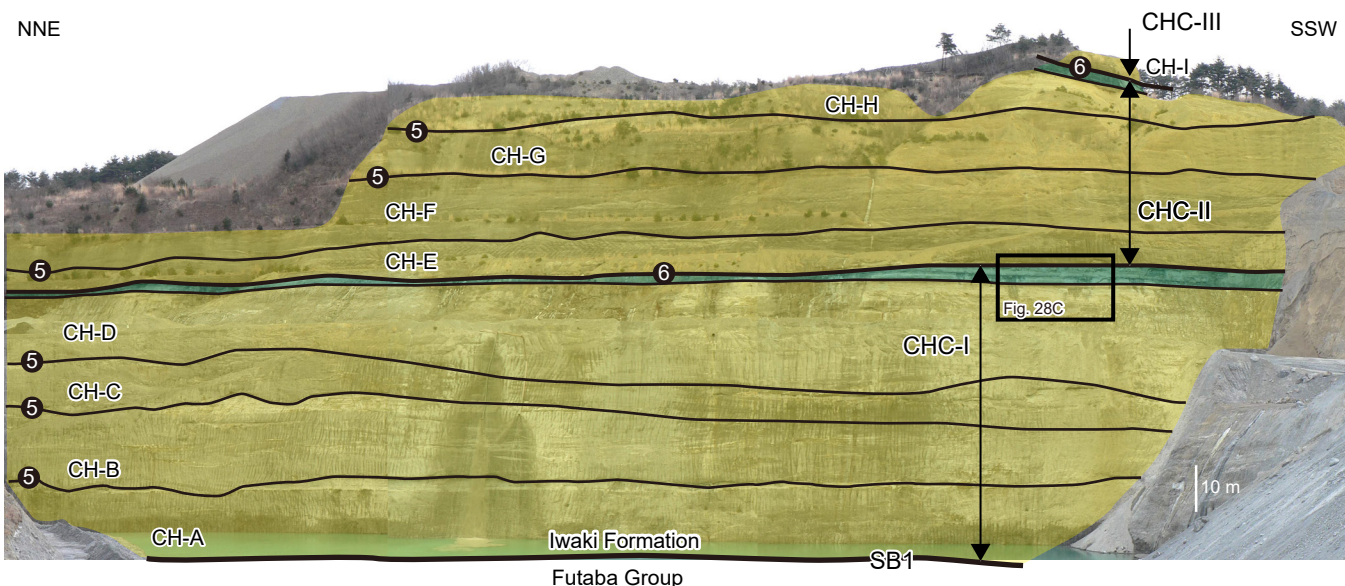 NNE
CHC-III
SSW
6
CH-I
CH-H
5
CH-G
5
CH-F
CHC-II
CH-E
5
6
Fig. 28C
CH-D
CHC-I
5
CH-C
5
CH-B
5
10 m
CH-A
Iwaki Formation
SB1
Futaba Group